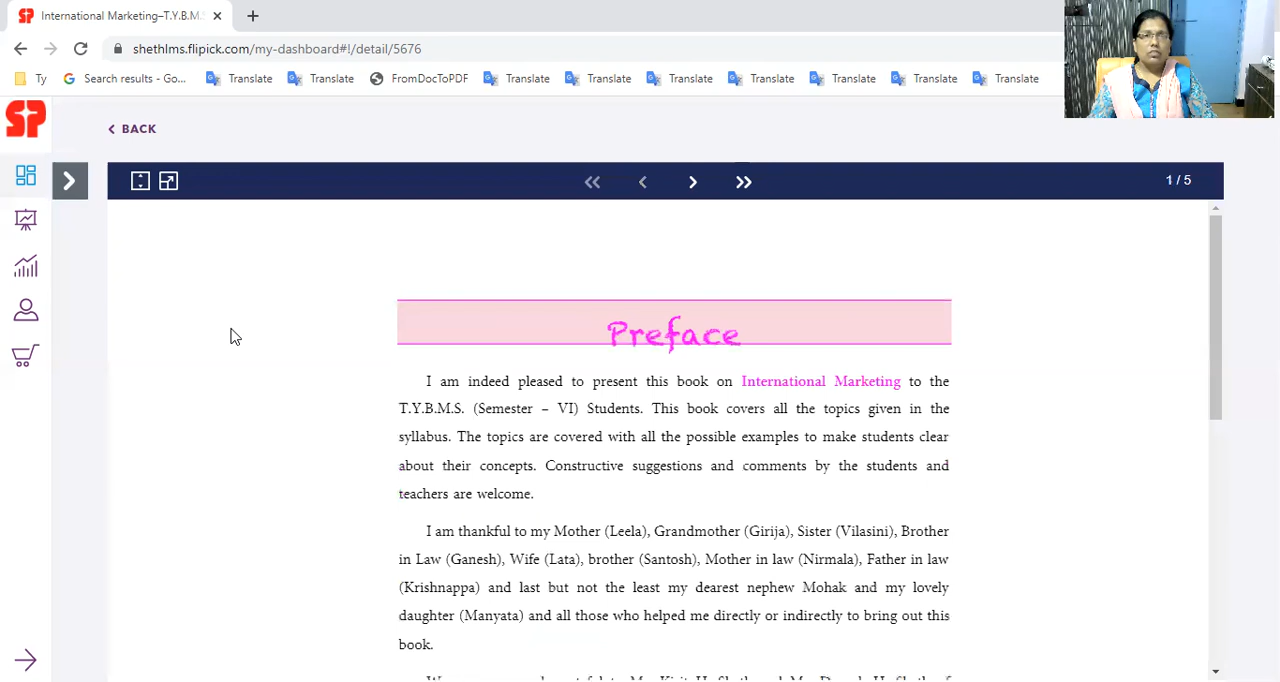 International Marketing–T.Y.B.M.S
shethlms.flipick.com/my-dashboard#!/detail/5676
Ty Search results - Go... Translate Translate FromDocToPDF Translate Translate Translate Translate Translate Translate Translate
SP
BACK
1 / 5
Preface
I am indeed pleased to present this book on International Marketing to the
T.Y.B.M.S. (Semester – VI) Students. This book covers all the topics given in the
syllabus. The topics are covered with all the possible examples to make students clear
about their concepts. Constructive suggestions and comments by the students and
teachers are welcome.
I am thankful to my Mother (Leela), Grandmother (Girija), Sister (Vilasini), Brother
in Law (Ganesh), Wife (Lata), brother (Santosh), Mother in law (Nirmala), Father in law
(Krishnappa) and last but not the least my dearest nephew Mohak and my lovely
daughter (Manyata) and all those who helped me directly or indirectly to bring out this
book.